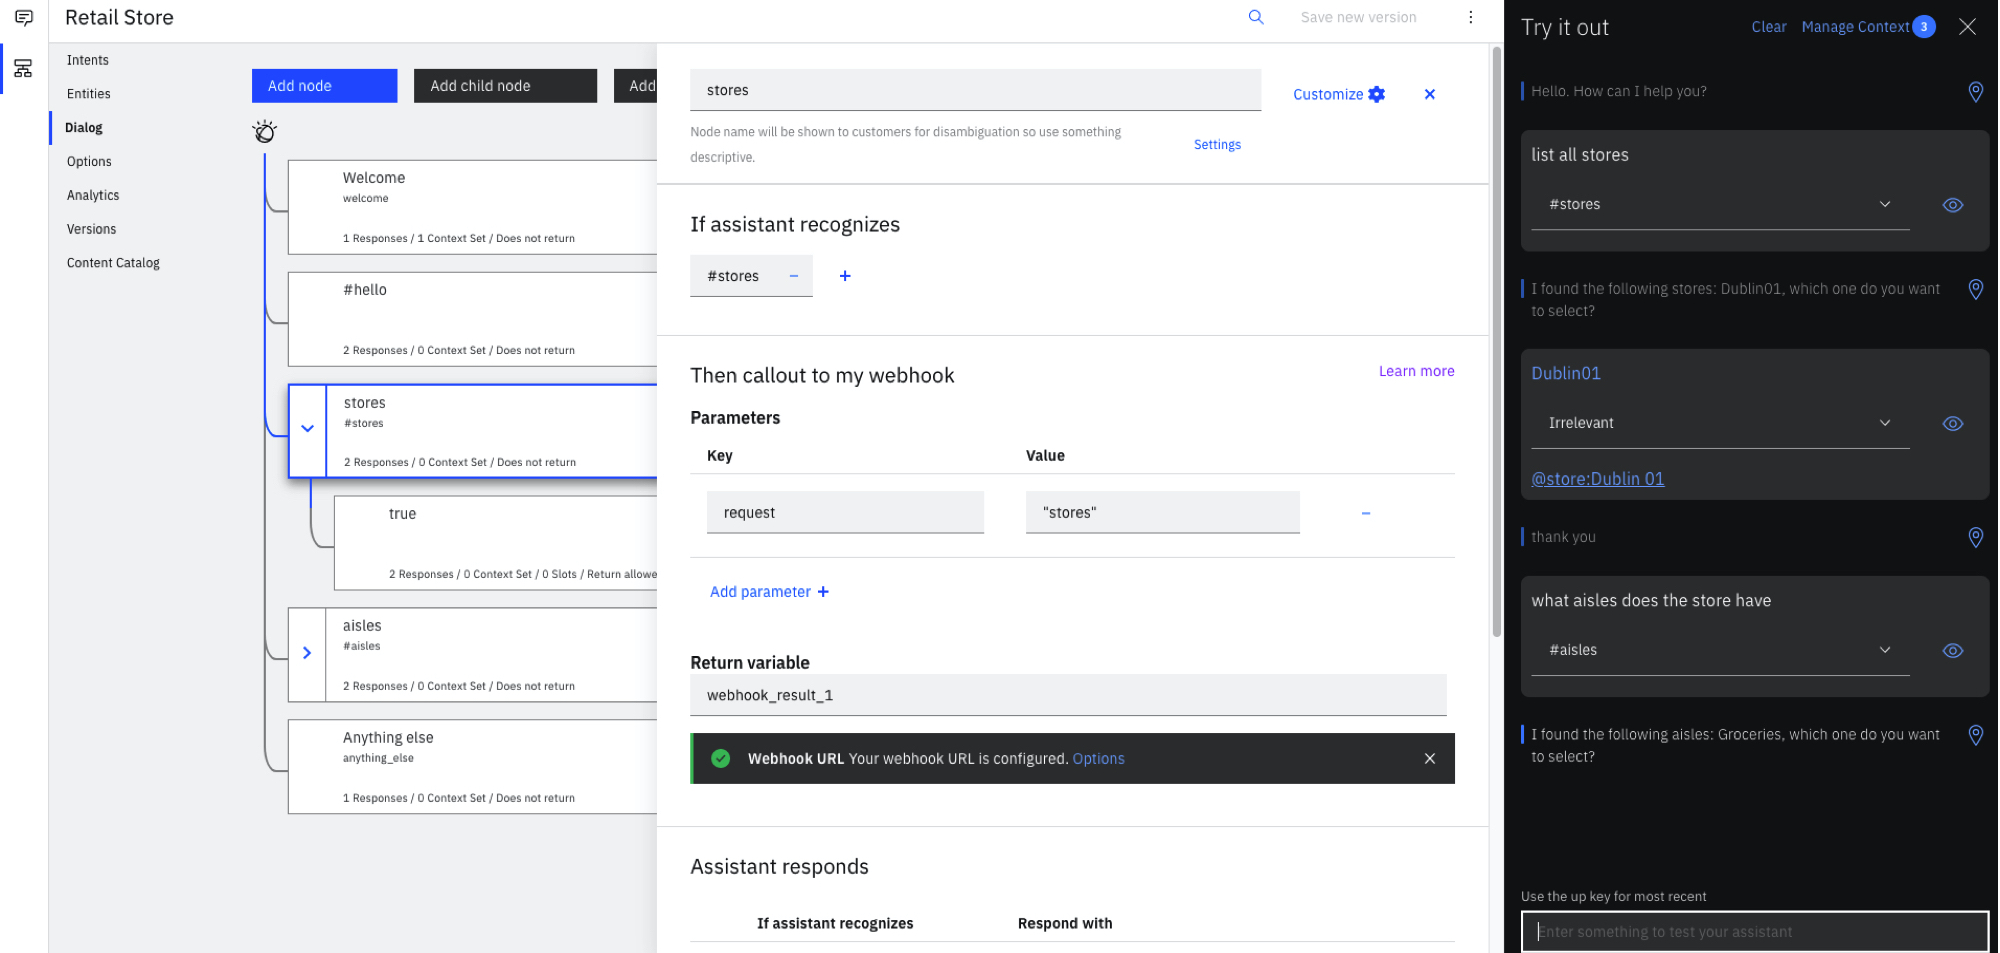 Retail Store
Save new version
Intents
Entities
Dialog
Options
Analytics
Versions
Content Catalog
Add node
Add child node
Add
Welcome
welcome
1 Responses / 1 Context Set / Does not return
#hello
2 Responses / 0 Context Set / Does not return
stores
#stores
2 Responses / 0 Context Set / Does not return
true
2 Responses / 0 Context Set / 0 Slots / Return allowe
aisles
#aisles
2 Responses / 0 Context Set / Does not return
Anything else
anything_else
1 Responses / 0 Context Set / Does not return
stores
Customize
Node name will be shown to customers for disambiguation so use something
descriptive.
Settings
If assistant recognizes
#stores
Then callout to my webhook
Learn more
Parameters
Key Value
request "stores"
Add parameter +
Return variable
webhook_result_1
Webhook URL Your webhook URL is configured. Options
Assistant responds
If assistant recognizes Respond with
Try it out
Clear
Manage Context 3
Hello. How can I help you?
list all stores
#stores
I found the following stores: Dublin01, which one do you want
to select?
Dublin01
Irrelevant
@store:Dublin 01
thank you
what aisles does the store have
#aisles
I found the following aisles: Groceries, which one do you want
to select?
Use the up key for most recent
Enter something to test your assistant